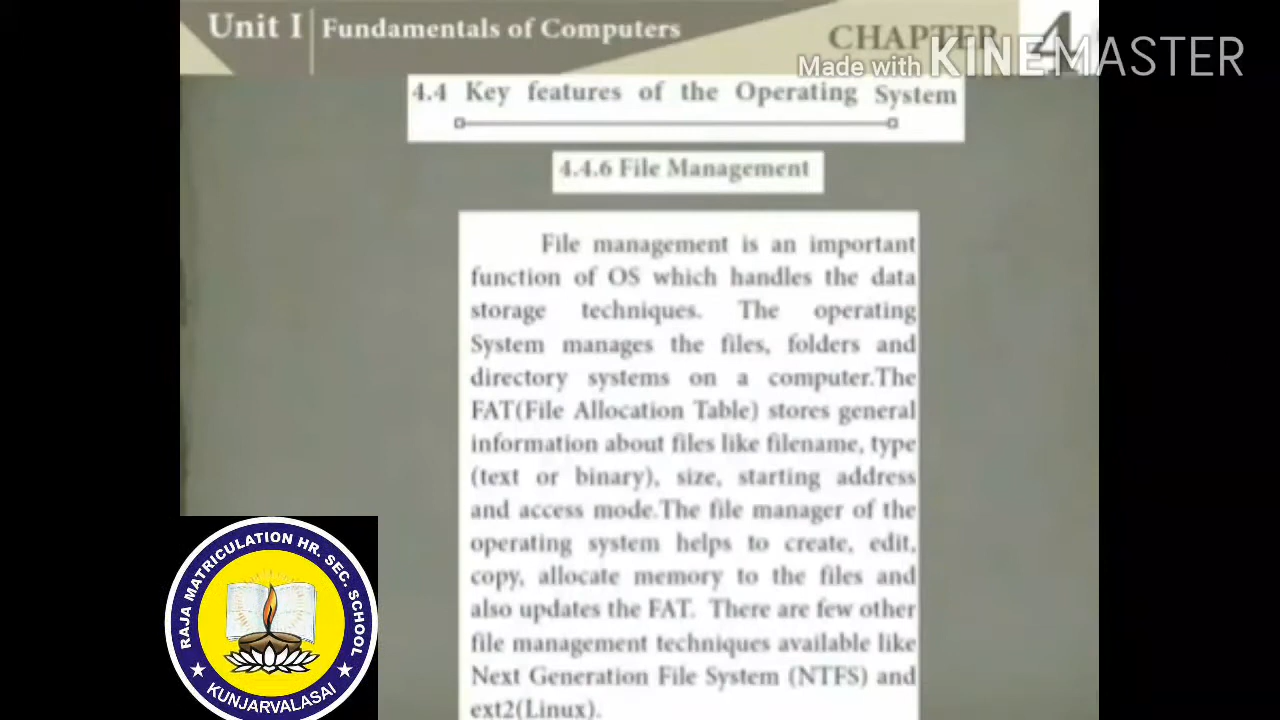 Unit I Fundamentals of Computers
CHAPTER 4
Made with KINEMASTER
4.4 Key features of the Operating System
4.4.6 File Management
File management is an important
function of OS which handles the data
storage techniques. The operating
System manages the files, folders and
directory systems on a computer.The
FAT(File Allocation Table) stores general
information about files like filename, type
(text or binary), size, starting address
and access mode.The file manager of the
operating system helps to create, edit,
copy, allocate memory to the files and
also updates the FAT. There are few other
file management techniques available like
Next Generation File System (NTFS) and
ext2(Linux).
RAJA MATRICULATION HR. SEC. SCHOOL
KUNJARVALASAI